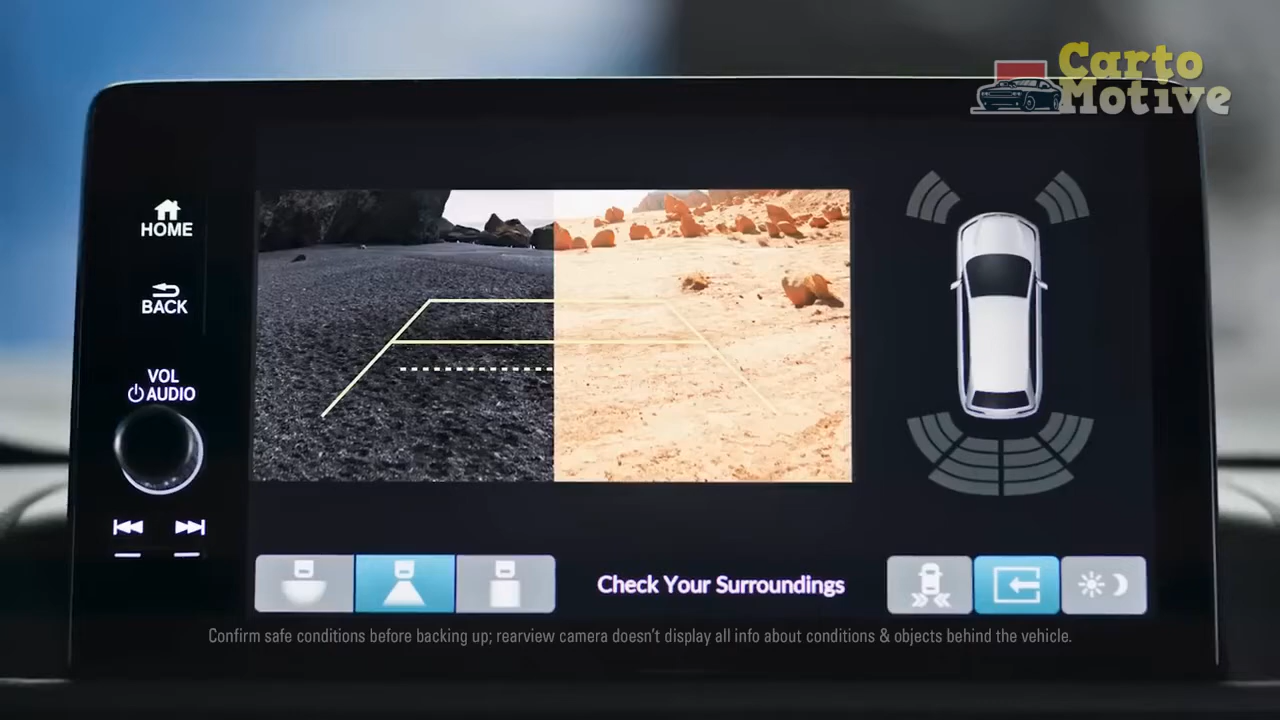 Carto
Motive
HOME
BACK
VOL
AUDIO
Check Your Surroundings
Confirm safe conditions before backing up; rearview camera doesn't display all info about conditions & objects behind the vehicle.